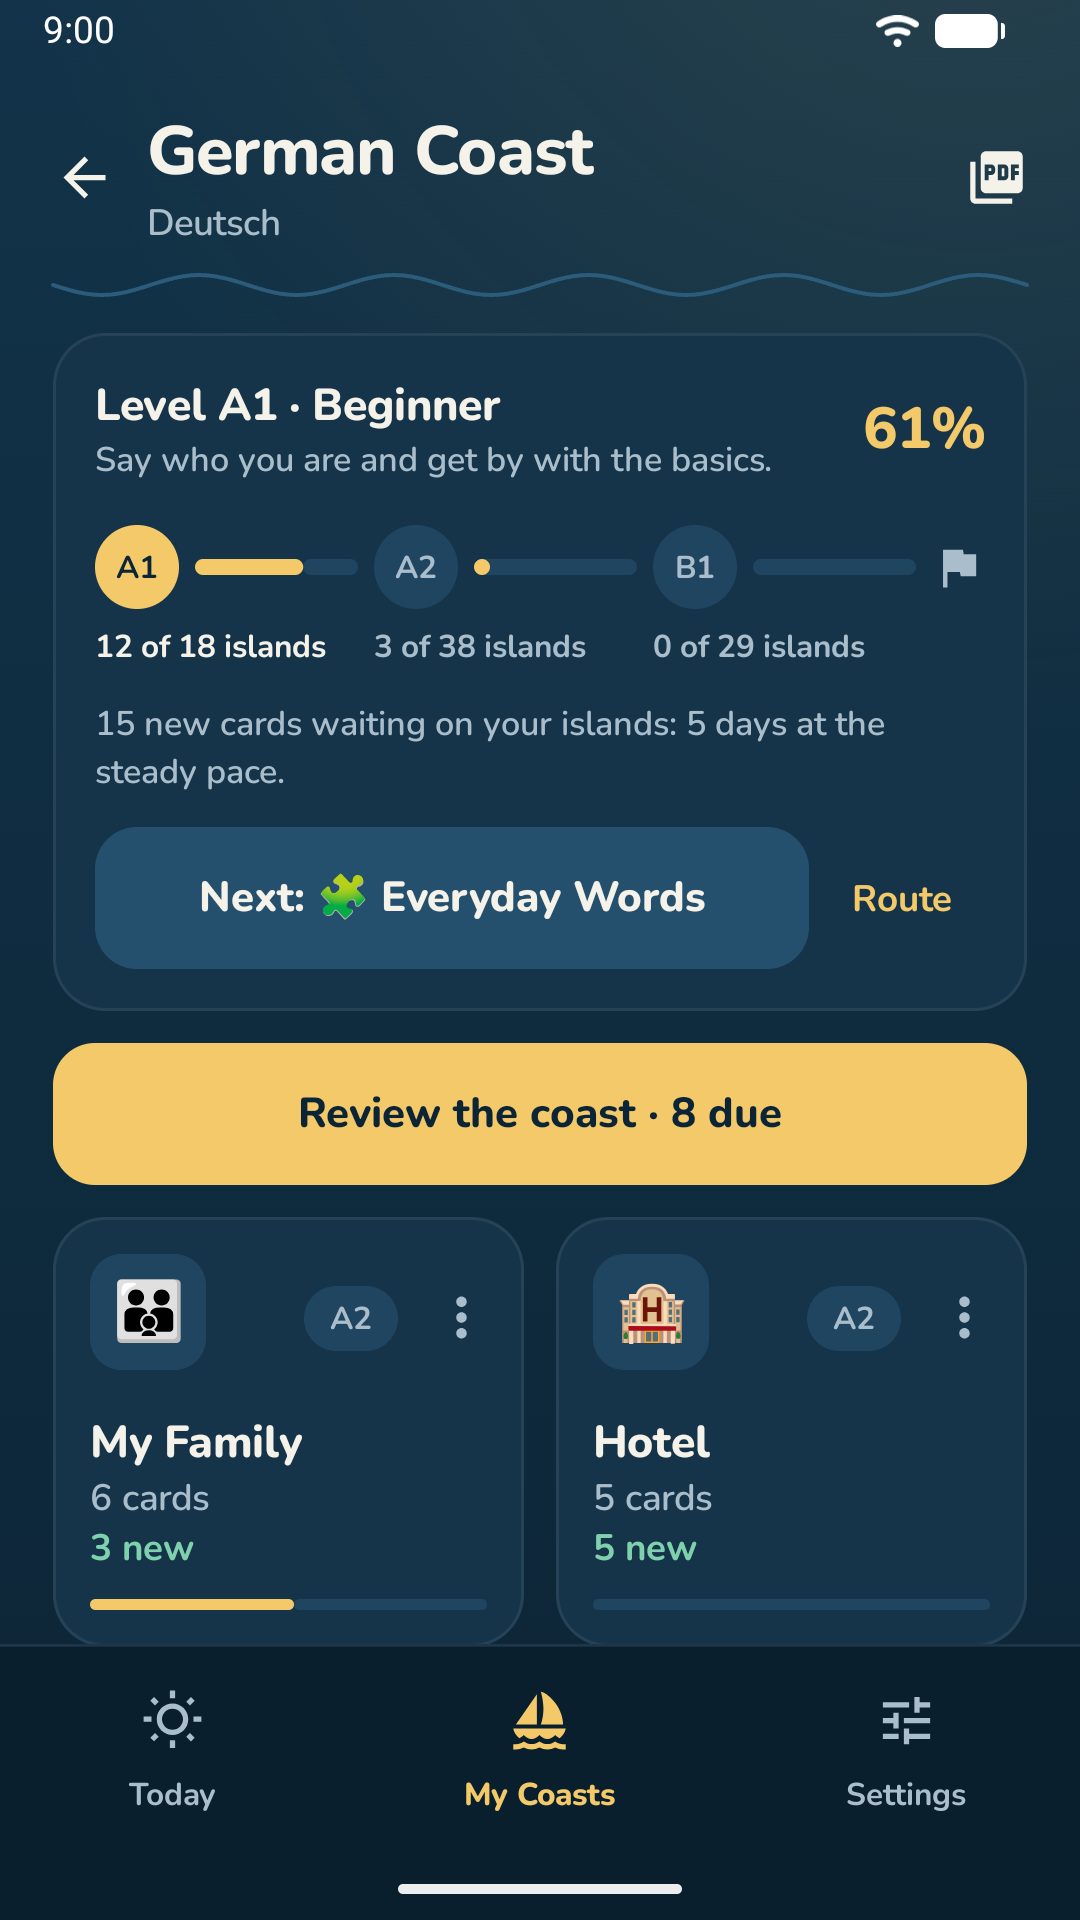 9:00
German Coast
Deutsch
PDF
Level A1 · Beginner
Say who you are and get by with the basics.
61%
A1
A2
B1
12 of 18 islands
3 of 38 islands
0 of 29 islands
15 new cards waiting on your islands: 5 days at the
steady pace.
Next: 🧩 Everyday Words
Route
Review the coast · 8 due
A2
My Family
6 cards
3 new
H
A2
Hotel
5 cards
5 new
Today
My Coasts
Settings